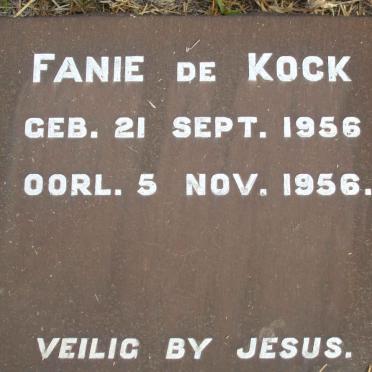 FANIE DE KOCK
GEB. 21 SEPT. 1956
OORL. 5 NOV. 1956.
VEILIG BY JESUS.